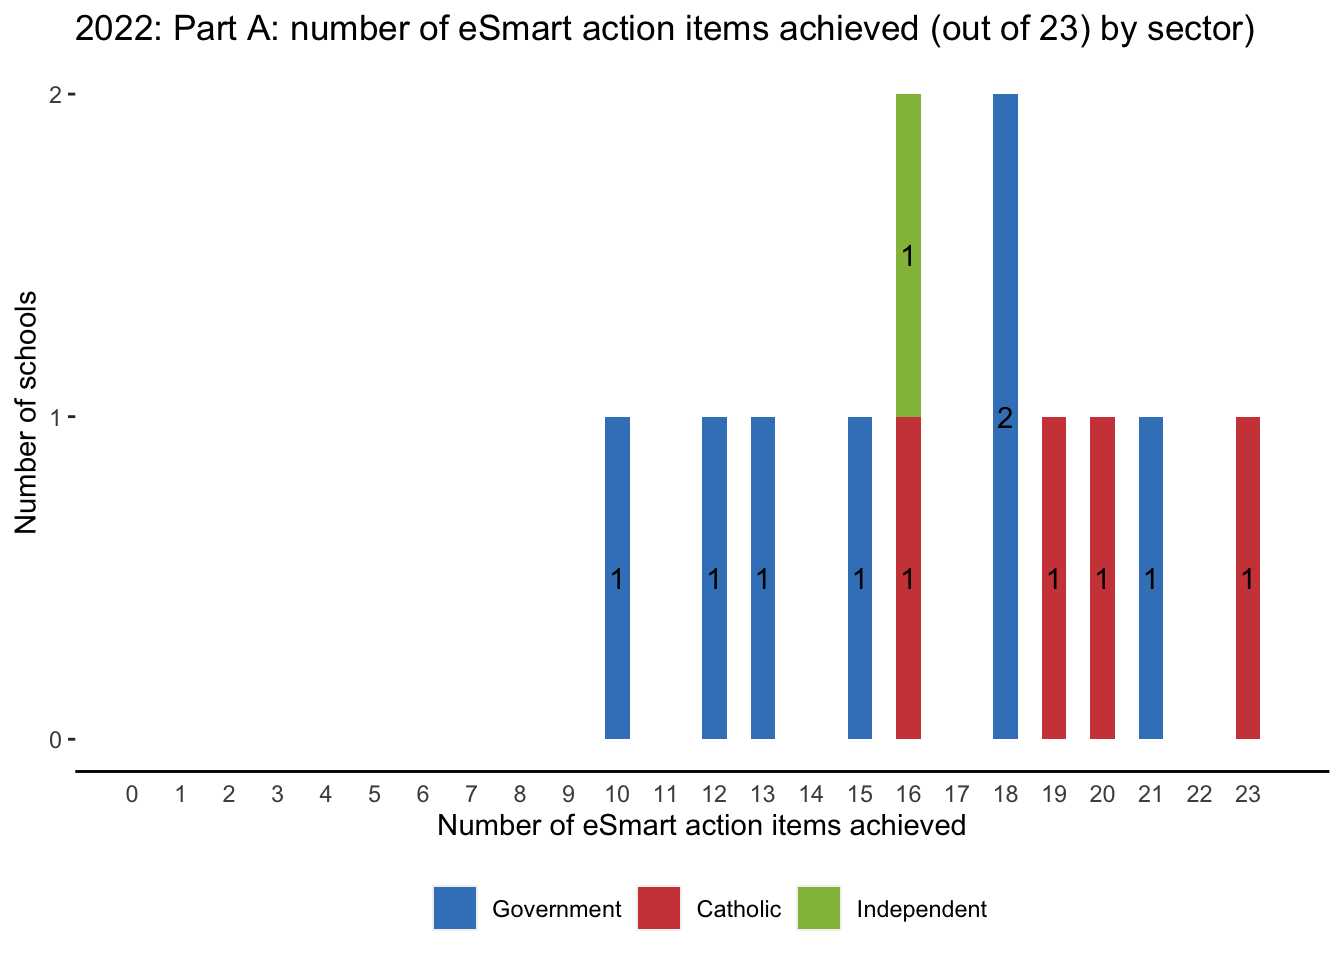 2022: Part A: number of eSmart action items achieved (out of 23) by sector)
Number of schools
2
1
0
1
2
1 1 1 1 1 1 1 1 1
0 1 2 3 4 5 6 7 8 9 10 11 12 13 14 15 16 17 18 19 20 21 22 23
Number of eSmart action items achieved
Government Catholic Independent